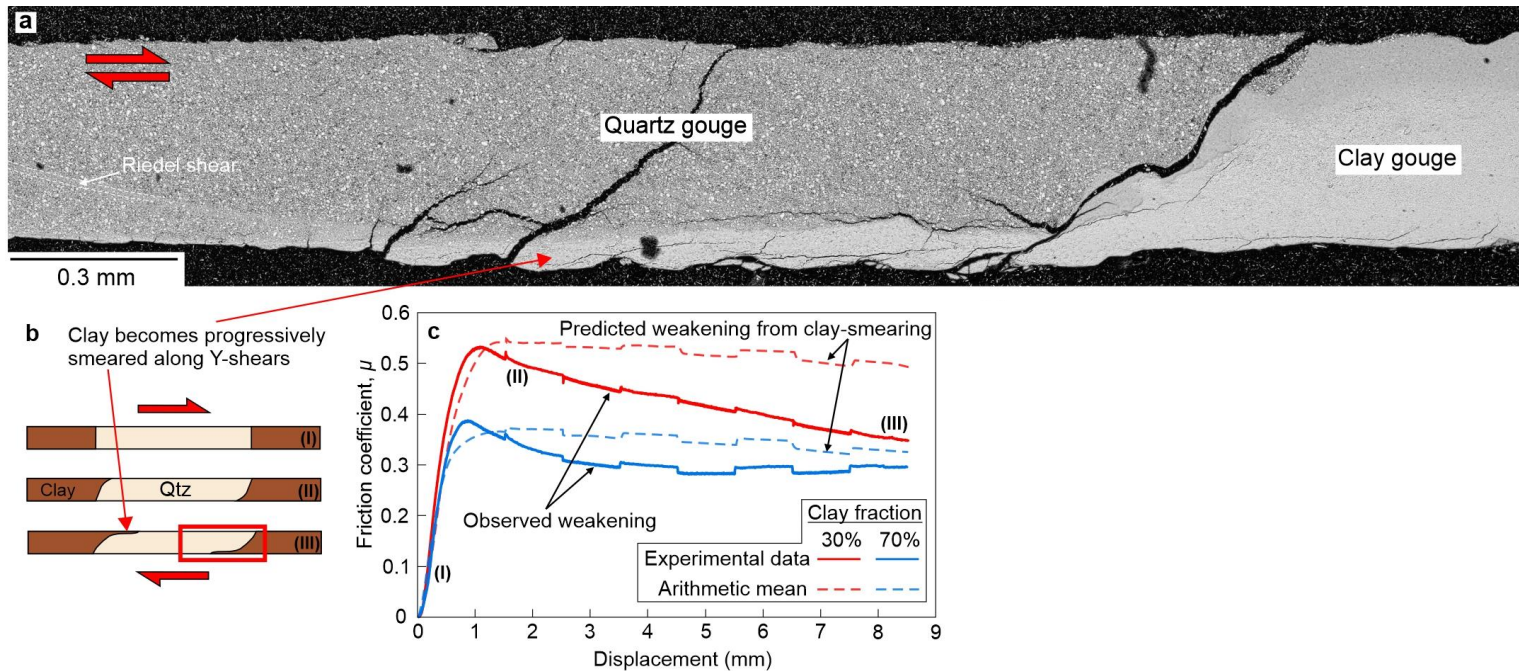 a
Quartz gouge
Clay gouge
Riedel shear
0.3 mm
b
Clay becomes progressively
smeared along Y-shears
(I)
Clay
Qtz
(II)
(III)
c
Predicted weakening from clay-smearing
(II)
(III)
Observed weakening
(I)
Clay fraction
30% 70%
Experimental data
Arithmetic mean
Friction coefficient, μ
0.6
0.5
0.4
0.3
0.2
0.1
0
0 1 2 3 4 5 6 7 8 9
Displacement (mm)